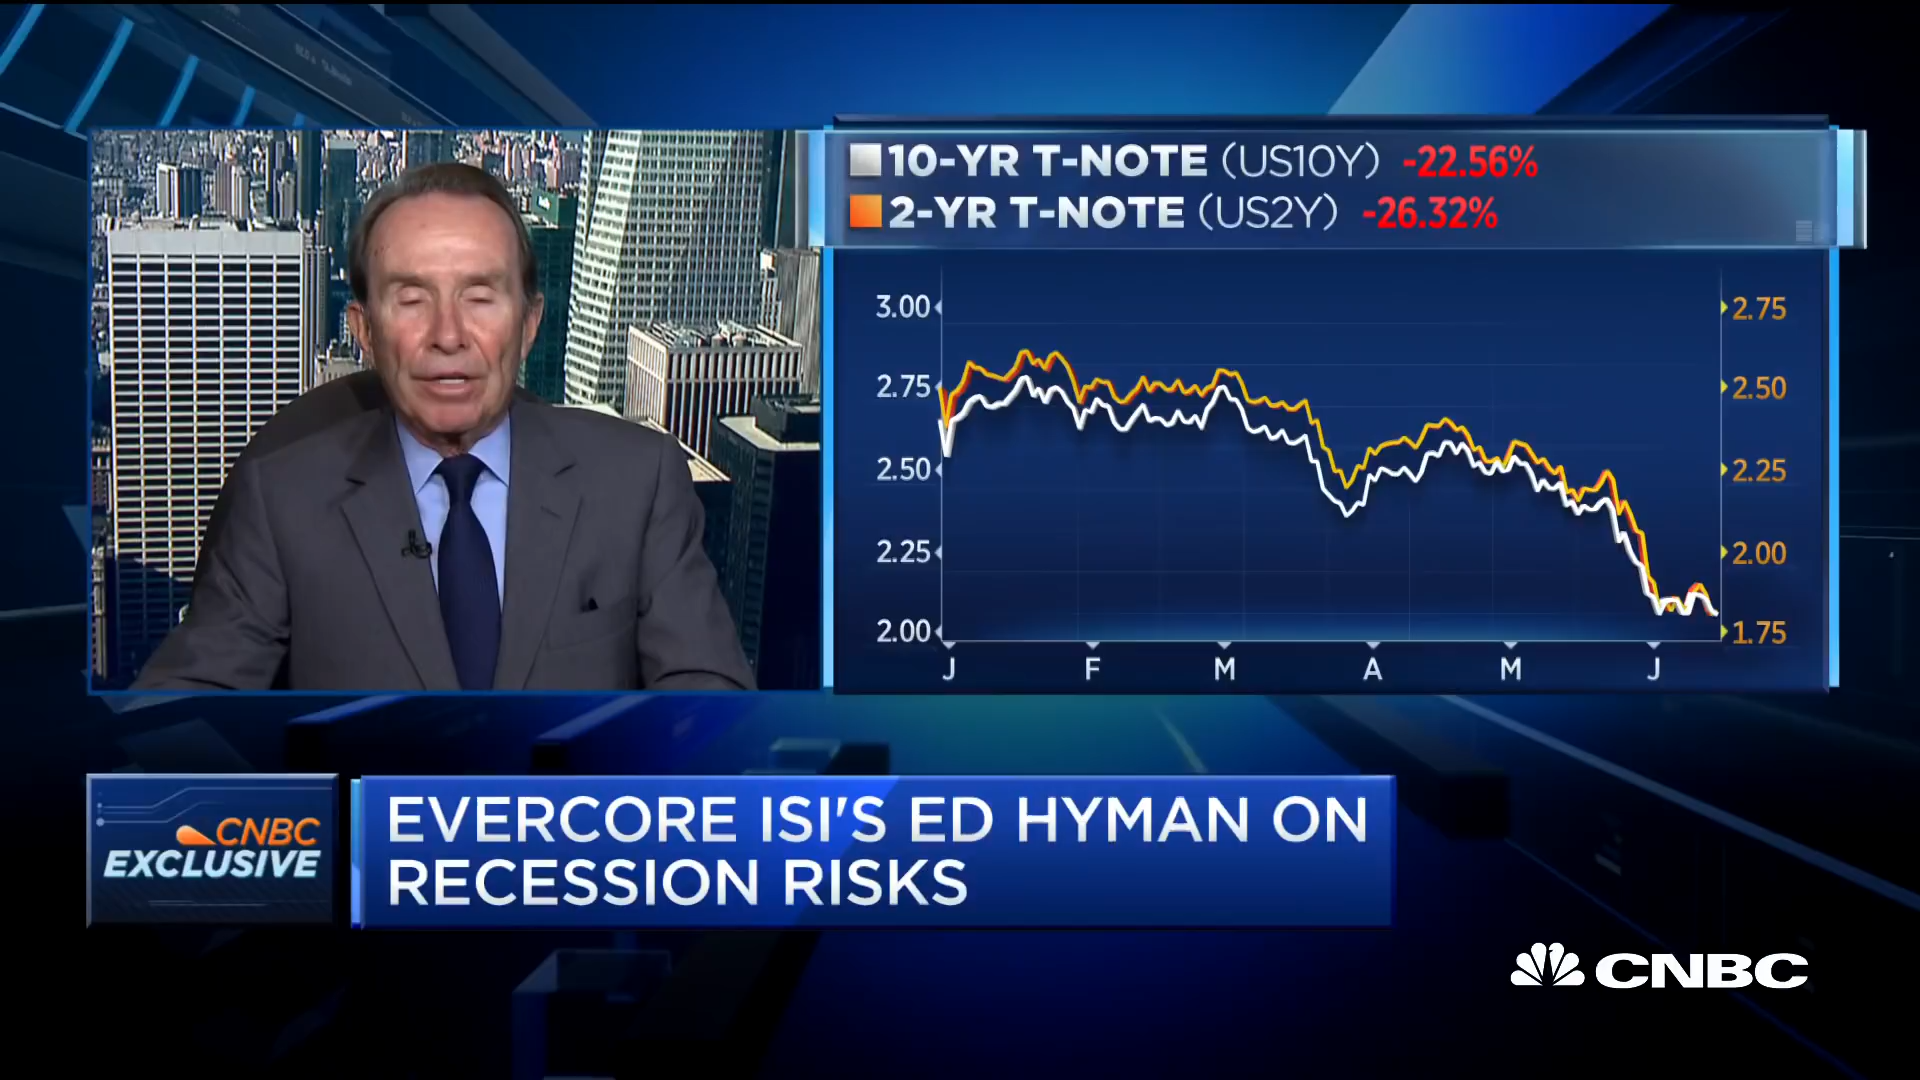 10-YR T-NOTE (US10Y) -22.56%
2-YR T-NOTE (US2Y) -26.32%
3.00
2.75
2.50
2.25
2.00
2.75
2.50
2.25
2.00
1.75
J F M A M J
CNBC
EXCLUSIVE
EVERCORE ISI'S ED HYMAN ON
RECESSION RISKS
CNBC